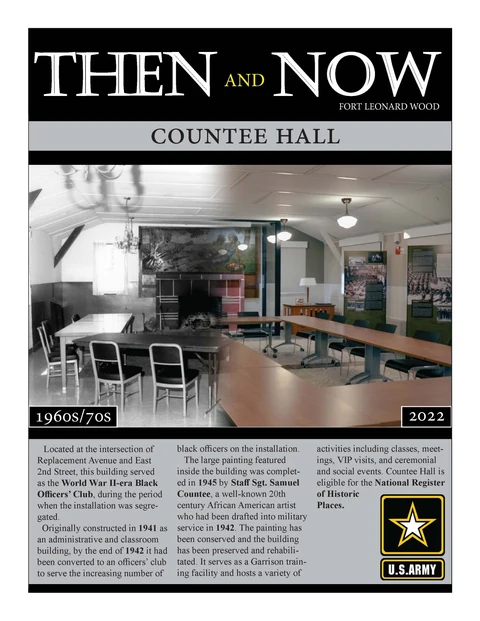 THEN AND NOW
FORT LEONARD WOOD
COUNTEE HALL
1960S/70S
2022
Located at the intersection of
Replacement Avenue and East
2nd Street, this building served
as the World War II-era Black
Officers' Club, during the period
when the installation was segre-
gated.
Originally constructed in 1941 as
an administrative and classroom
building, by the end of 1942 it had
been converted to an officers' club
to serve the increasing number of
black officers on the installation.
The large painting featured
inside the building was complet-
ed in 1945 by Staff Sgt. Samuel
Countee, a well-known 20th
century African American artist
who had been drafted into military
service in 1942. The painting has
been conserved and the building
has been preserved and rehabili-
tated. It serves as a Garrison train-
ing facility and hosts a variety of
activities including classes, meet-
ings, VIP visits, and ceremonial
and social events. Countee Hall is
eligible for the National Register
of Historic
Places.
U.S.ARMY